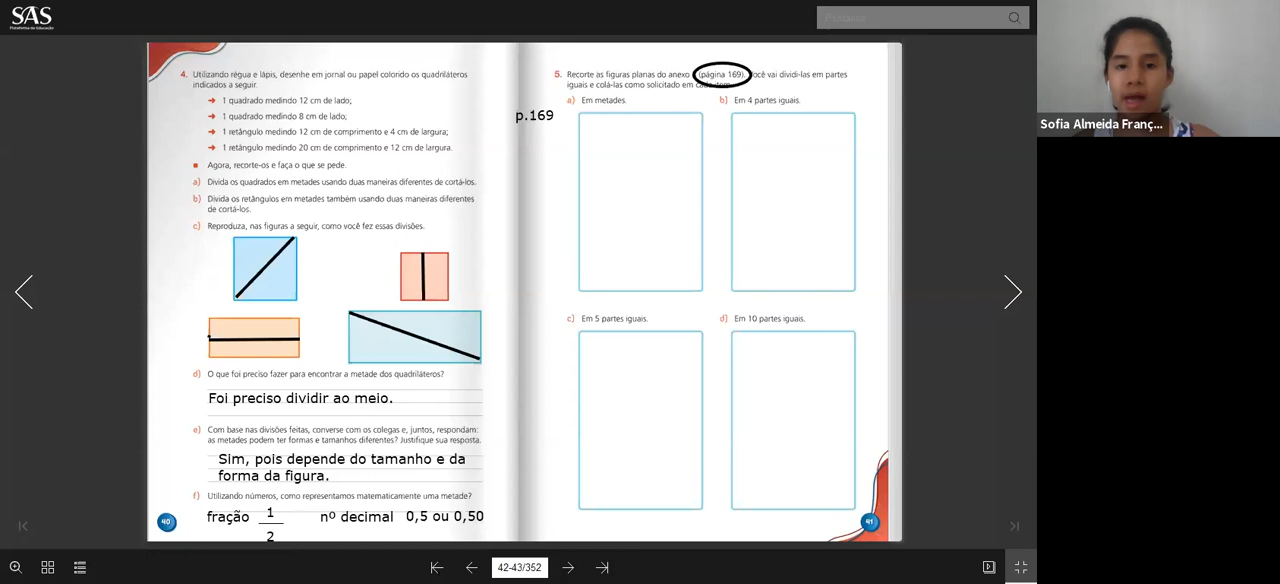 SAS
Plataforma de Educação
4. Utilizando régua e lápis, desenhe em jornal ou papel colorido os quadriláteros
indicados a seguir.
➔ 1 quadrado medindo 12 cm de lado;
➔ 1 quadrado medindo 8 cm de lado;
➔ 1 retângulo medindo 12 cm de comprimento e 4 cm de largura;
➔ 1 retângulo medindo 20 cm de comprimento e 12 cm de largura.
■ Agora, recorte-os e faça o que se pede.
a) Divida os quadrados em metades usando duas maneiras diferentes de cortá-los.
b) Divida os retângulos em metades também usando duas maneiras diferentes
de cortá-los.
c) Reproduza, nas figuras a seguir, como você fez essas divisões.
d) O que foi preciso fazer para encontrar a metade dos quadriláteros?
Foi preciso dividir ao meio.
e) Com base nas divisões feitas, converse com os colegas e, juntos, respondam:
as metades podem ter formas e tamanhos diferentes? Justifique sua resposta.
Sim, pois depende do tamanho e da
forma da figura.
f) Utilizando números, como representamos matematicamente uma metade?
fração 1 nº decimal 0,5 ou 0,50
2
40
p.169
5. Recorte as figuras planas do anexo (página 169). Você vai dividi-las em partes
iguais e colá-las como solicitado em cada item.
a) Em metades.
b) Em 4 partes iguais.
c) Em 5 partes iguais.
d) Em 10 partes iguais.
41
Sofia Almeida Franç...
42-43/352